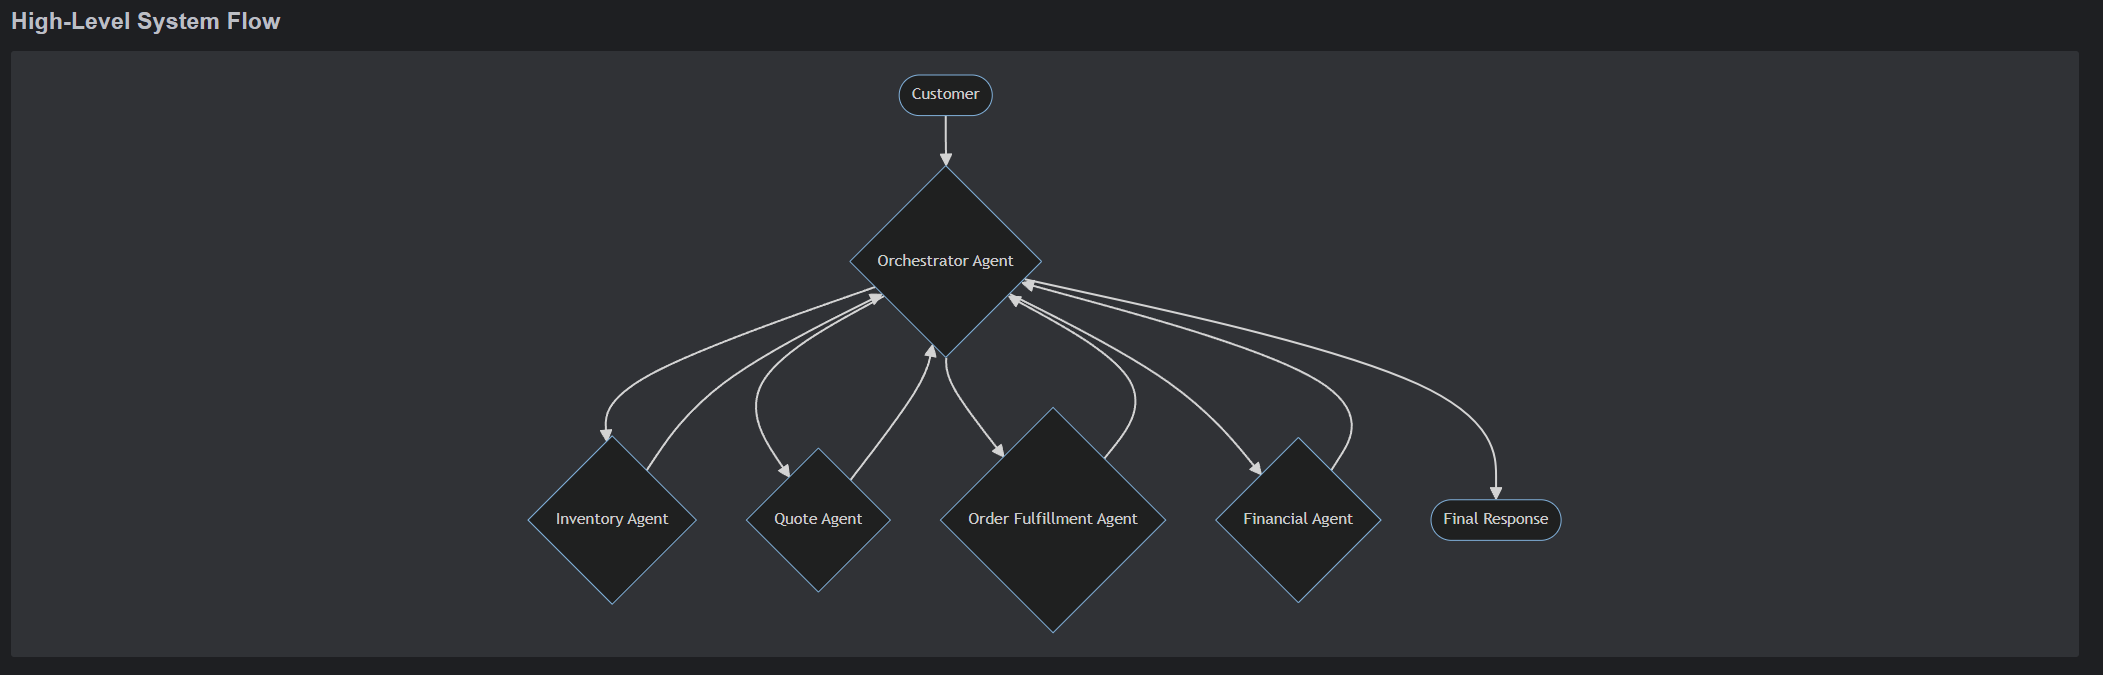 High-Level System Flow
Customer
Orchestrator Agent
Inventory Agent
Quote Agent
Order Fulfillment Agent
Financial Agent
Final Response